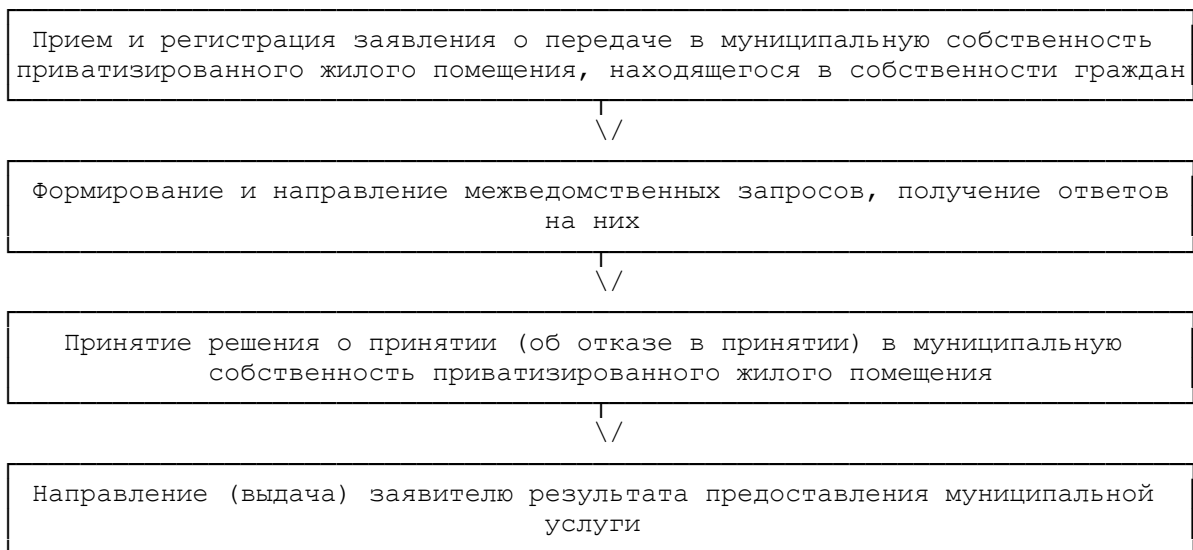 Прием и регистрация заявления о передаче в муниципальную собственность
приватизированного жилого помещения, находящегося в собственности граждан
\/
Формирование и направление межведомственных запросов, получение ответов
на них
\/
Принятие решения о принятии (об отказе в принятии) в муниципальную
собственность приватизированного жилого помещения
\/
Направление (выдача) заявителю результата предоставления муниципальной
услуги